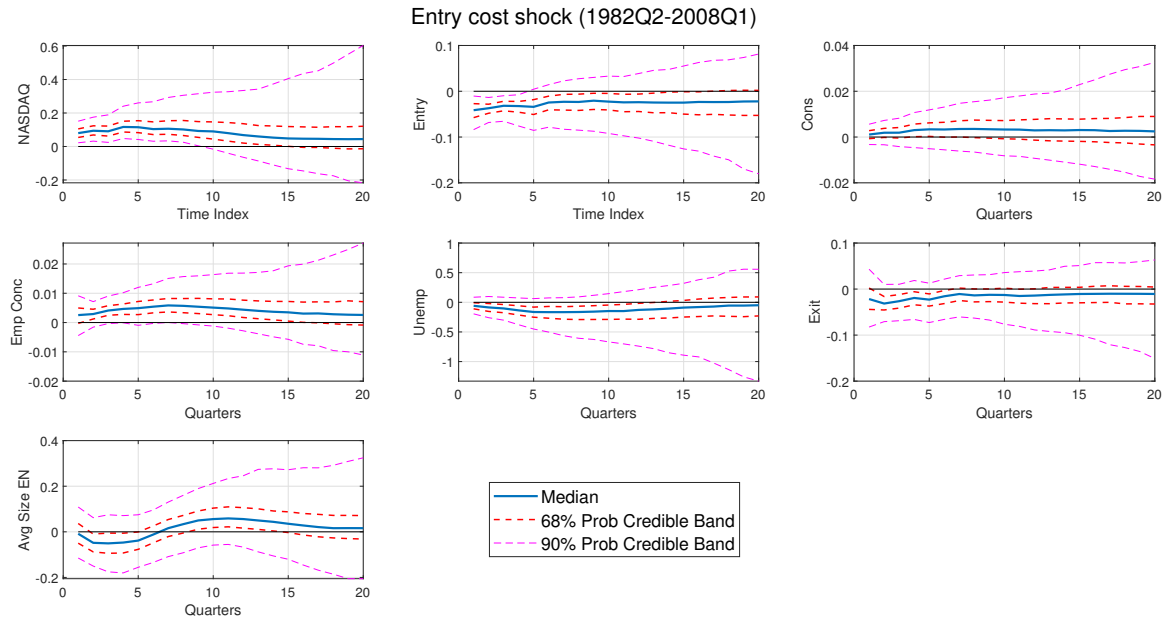 Entry cost shock (1982Q2-2008Q1)
NASDAQ
0.6
0.4
0.2
0
-0.2
0 5 10 15 20
Time Index
Entry
0.1
0
-0.1
-0.2
0 5 10 15 20
Time Index
Cons
0.04
0.02
0
-0.02
0 5 10 15 20
Quarters
Emp Conc
0.02
0.01
0
-0.01
-0.02
0 5 10 15 20
Quarters
Unemp
1
0.5
0
-0.5
-1
0 5 10 15 20
Quarters
Exit
0.1
0
-0.1
-0.2
0 5 10 15 20
Quarters
Avg Size EN
0.4
0.2
0
-0.2
0 5 10 15 20
Quarters
Median
68% Prob Credible Band
90% Prob Credible Band